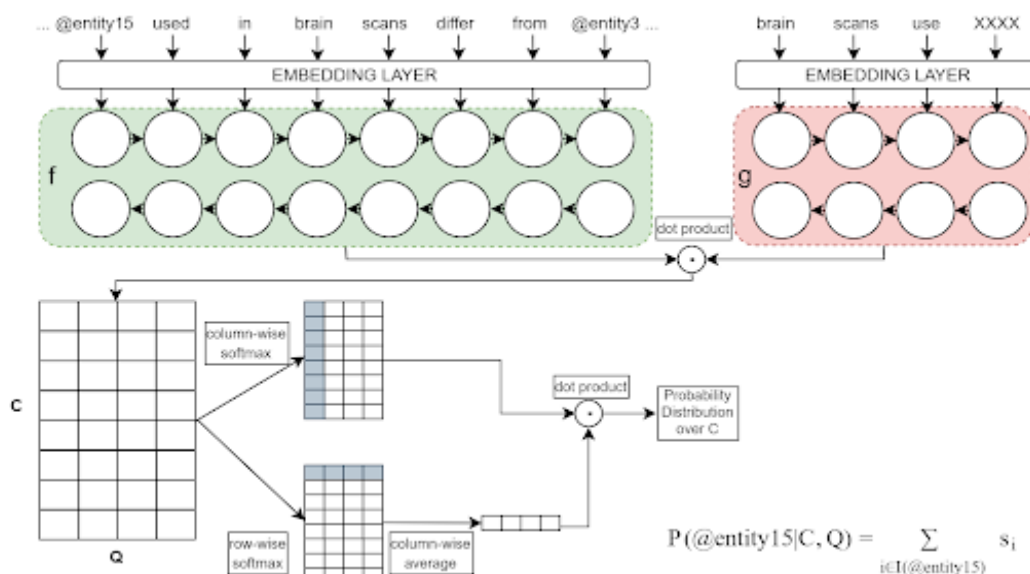 ... @entity15 used in brain scans differ from @entity3 ...
brain scans use XXXX
EMBEDDING LAYER
EMBEDDING LAYER
f
g
dot product
column-wise
softmax
C
Q
dot product
Probability
Distribution
over C
row-wise
softmax
column-wise
average
P(@entity15|C, Q) = ∑ sᵢ
i∈I(@entity15)